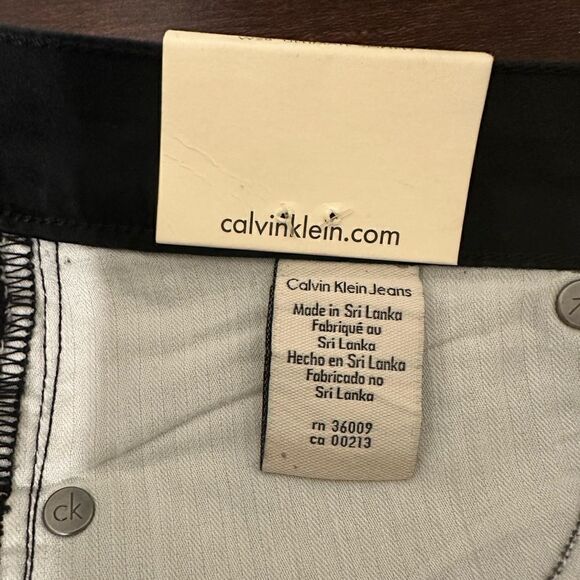 calvinklein.com
Calvin Klein Jeans
Made in Sri Lanka
Fabriqué au
Sri Lanka
Hecho en Sri Lanka
Fabricado no
Sri Lanka
rn 36009
ca 00213
ck